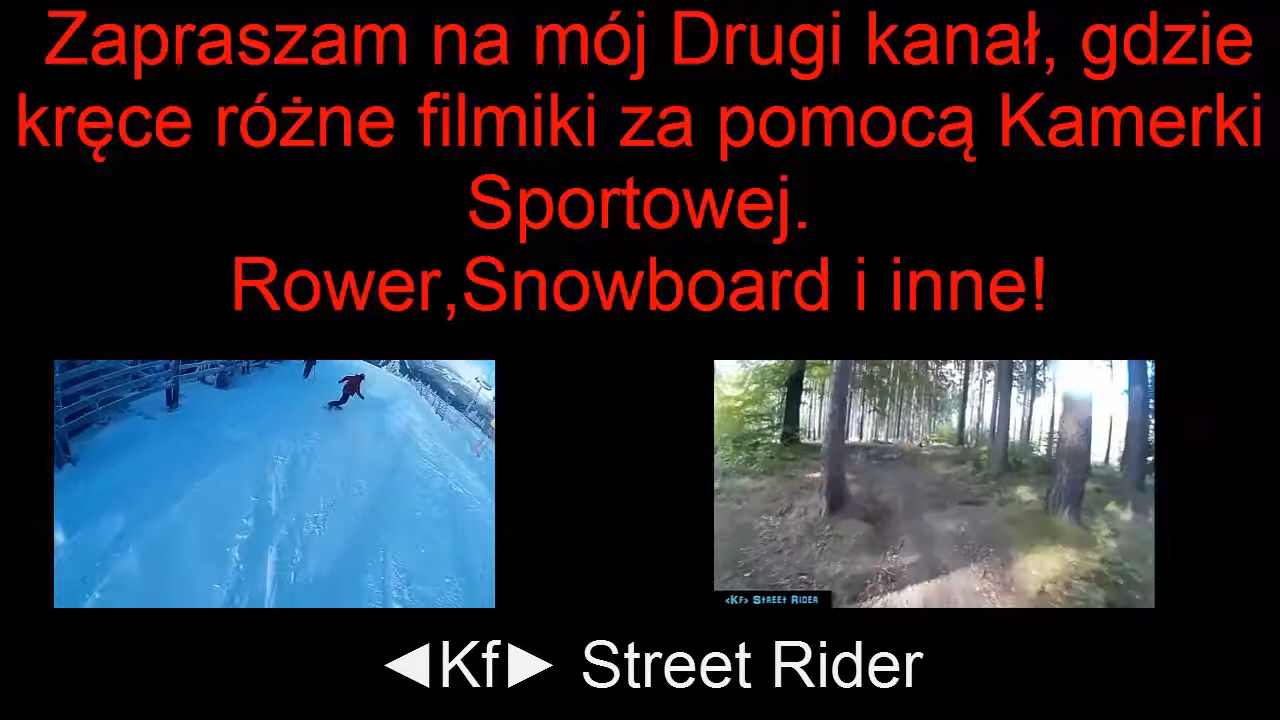 Zapraszam na mój Drugi kanał, gdzie
kręce różne filmiki za pomocą Kamerki
Sportowej.
Rower,Snowboard i inne!
<Kf> Street Rider
◄Kf► Street Rider